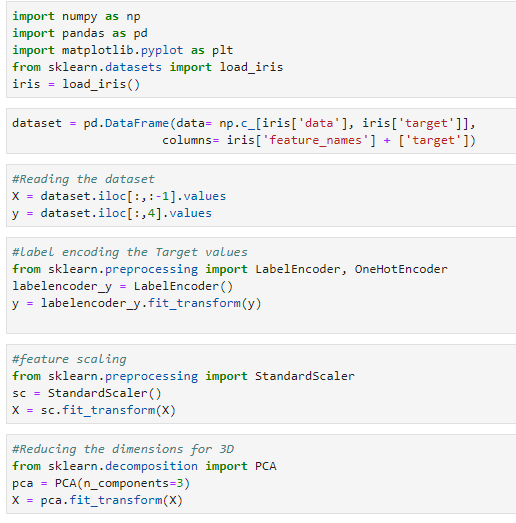 import numpy as np
import pandas as pd
import matplotlib.pyplot as plt
from sklearn.datasets import load_iris
iris = load_iris()
dataset = pd.DataFrame(data= np.c_[iris['data'], iris['target']],
                     columns= iris['feature_names'] + ['target'])
#Reading the dataset
X = dataset.iloc[:,:-1].values
y = dataset.iloc[:,4].values
#label encoding the Target values
from sklearn.preprocessing import LabelEncoder, OneHotEncoder
labelencoder_y = LabelEncoder()
y = labelencoder_y.fit_transform(y)
#feature scaling
from sklearn.preprocessing import StandardScaler
sc = StandardScaler()
X = sc.fit_transform(X)
#Reducing the dimensions for 3D
from sklearn.decomposition import PCA
pca = PCA(n_components=3)
X = pca.fit_transform(X)